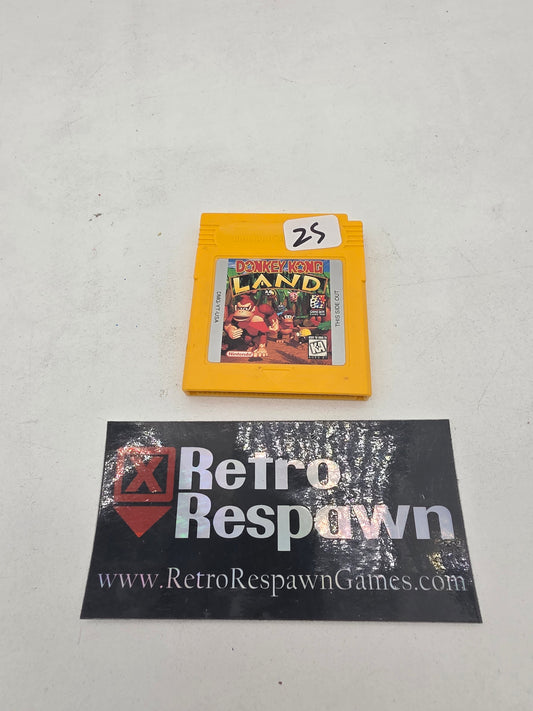 25
DONKEY KONG
LAND
DMG-YT-USA
THIS SIDE OUT
Nintendo
K-A
X Retro
Respawn
www.RetroRespawnGames.com